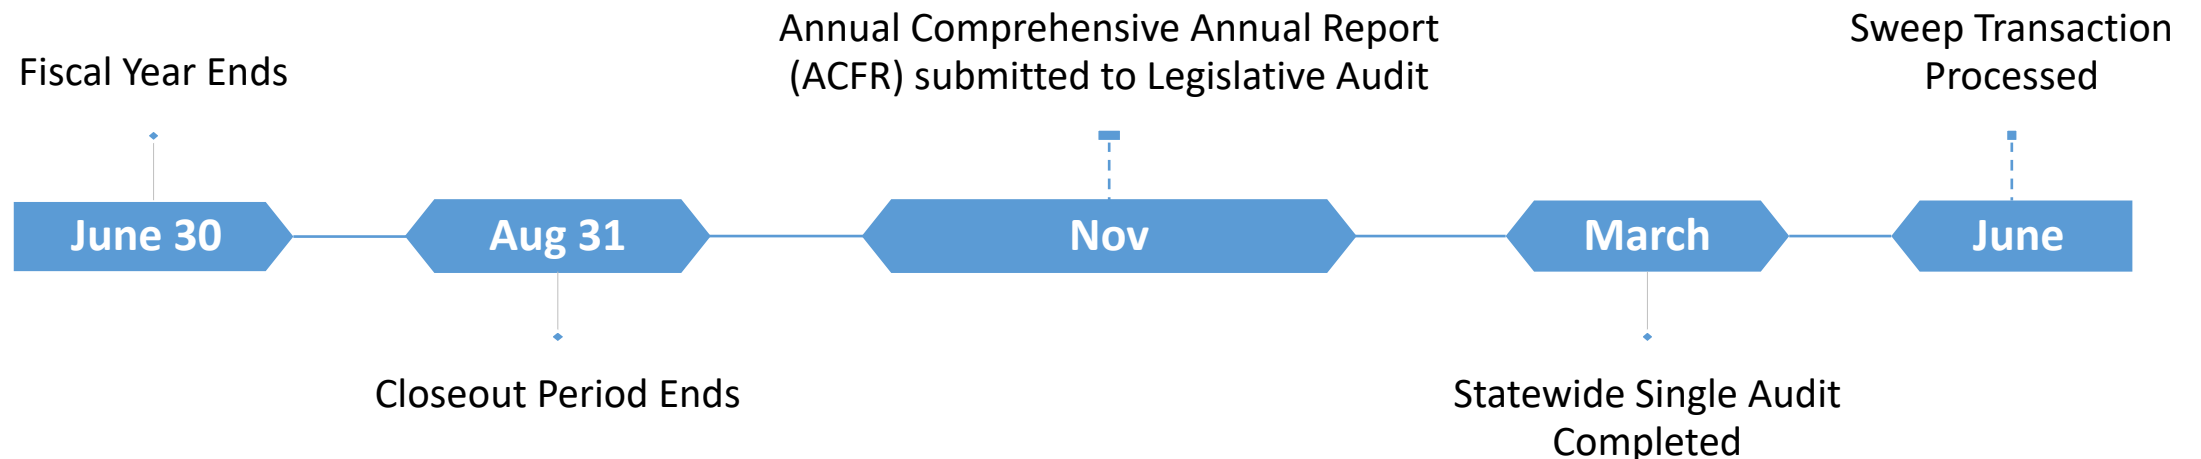 Fiscal Year Ends
Annual Comprehensive Annual Report
(ACFR) submitted to Legislative Audit
Sweep Transaction
Processed
June 30
Aug 31
Nov
March
June
Closeout Period Ends
Statewide Single Audit
Completed